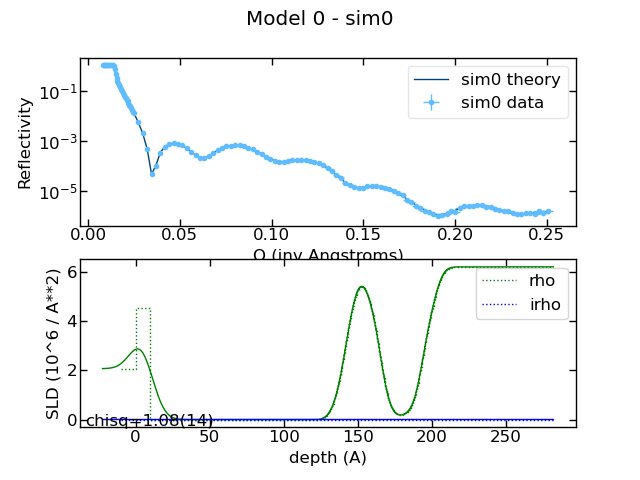 Model 0 - sim0
Reflectivity
10^-1
10^-3
10^-5
sim0 theory
sim0 data
0.00 0.05 0.10 0.15 0.20 0.25
Q (inv Angstroms)
SLD (10^6 / A**2)
6
4
2
0
rho
irho
chisq=1.08(14)
0 50 100 150 200 250
depth (A)